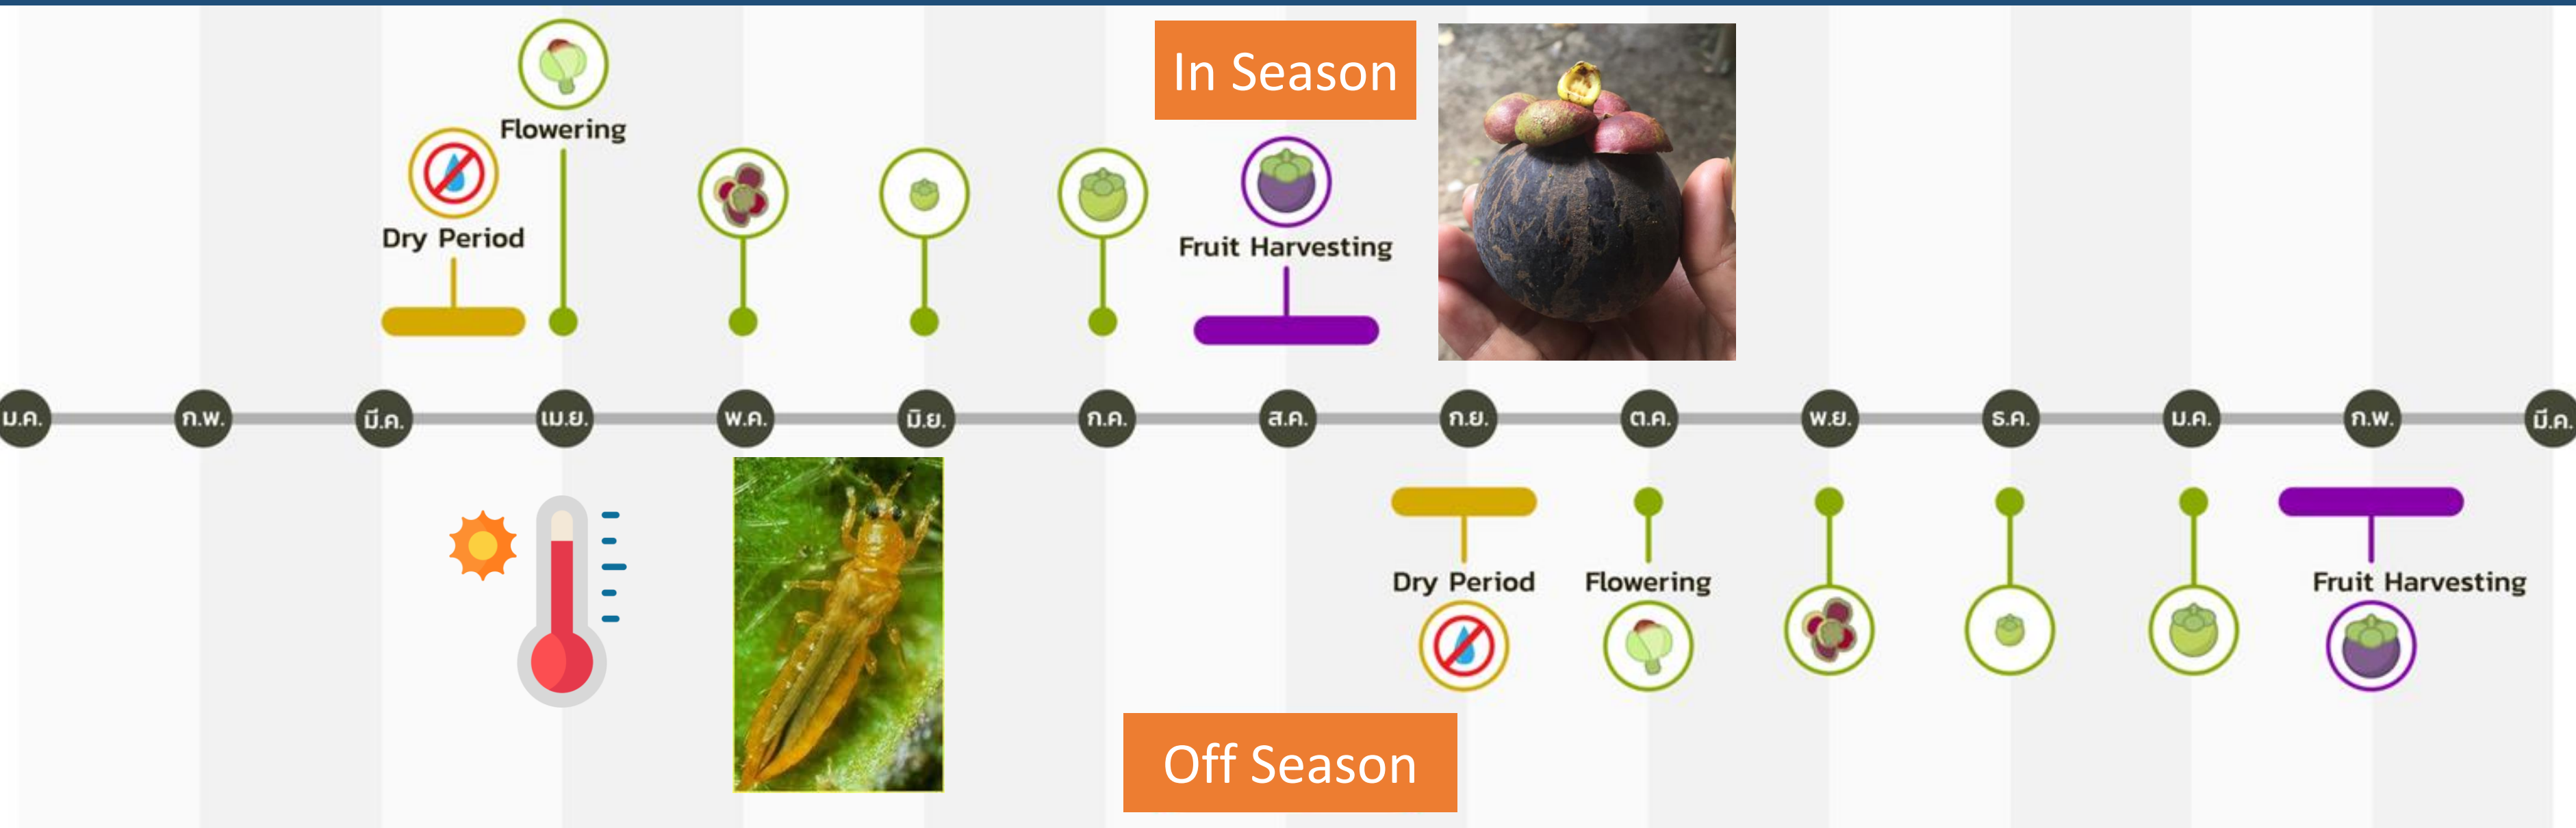 In Season
Flowering
Dry Period
Fruit Harvesting
ม.ค.
ก.พ.
มี.ค.
เม.ย.
พ.ค.
มิ.ย.
ก.ค.
ส.ค.
ก.ย.
ต.ค.
พ.ย.
ธ.ค.
ม.ค.
ก.พ.
มี.ค.
Dry Period
Flowering
Fruit Harvesting
Off Season